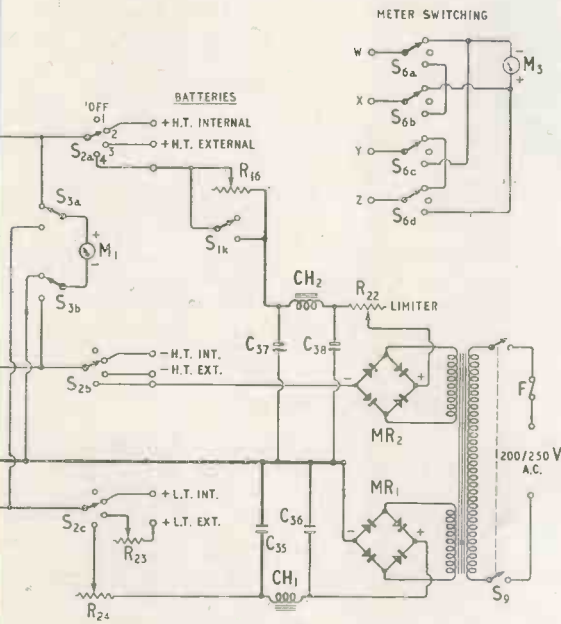 METER SWITCHING
W
S6a
X
S6b
Y
S6c
Z
S6d
-
+
M3
BATTERIES
'OFF
1
2
3
4
S2a
+ H.T. INTERNAL
+ H.T. EXTERNAL
R16
S1k
S3a
+
M1
-
S3b
CH2
R22
LIMITER
C37
C38
- H.T. INT.
- H.T. EXT.
S2b
-
+
MR2
F
200/250 V
A.C.
+ L.T. INT.
+ L.T. EXT.
S2c
R23
C35
C36
MR1
-
+
R24
CH1
S9